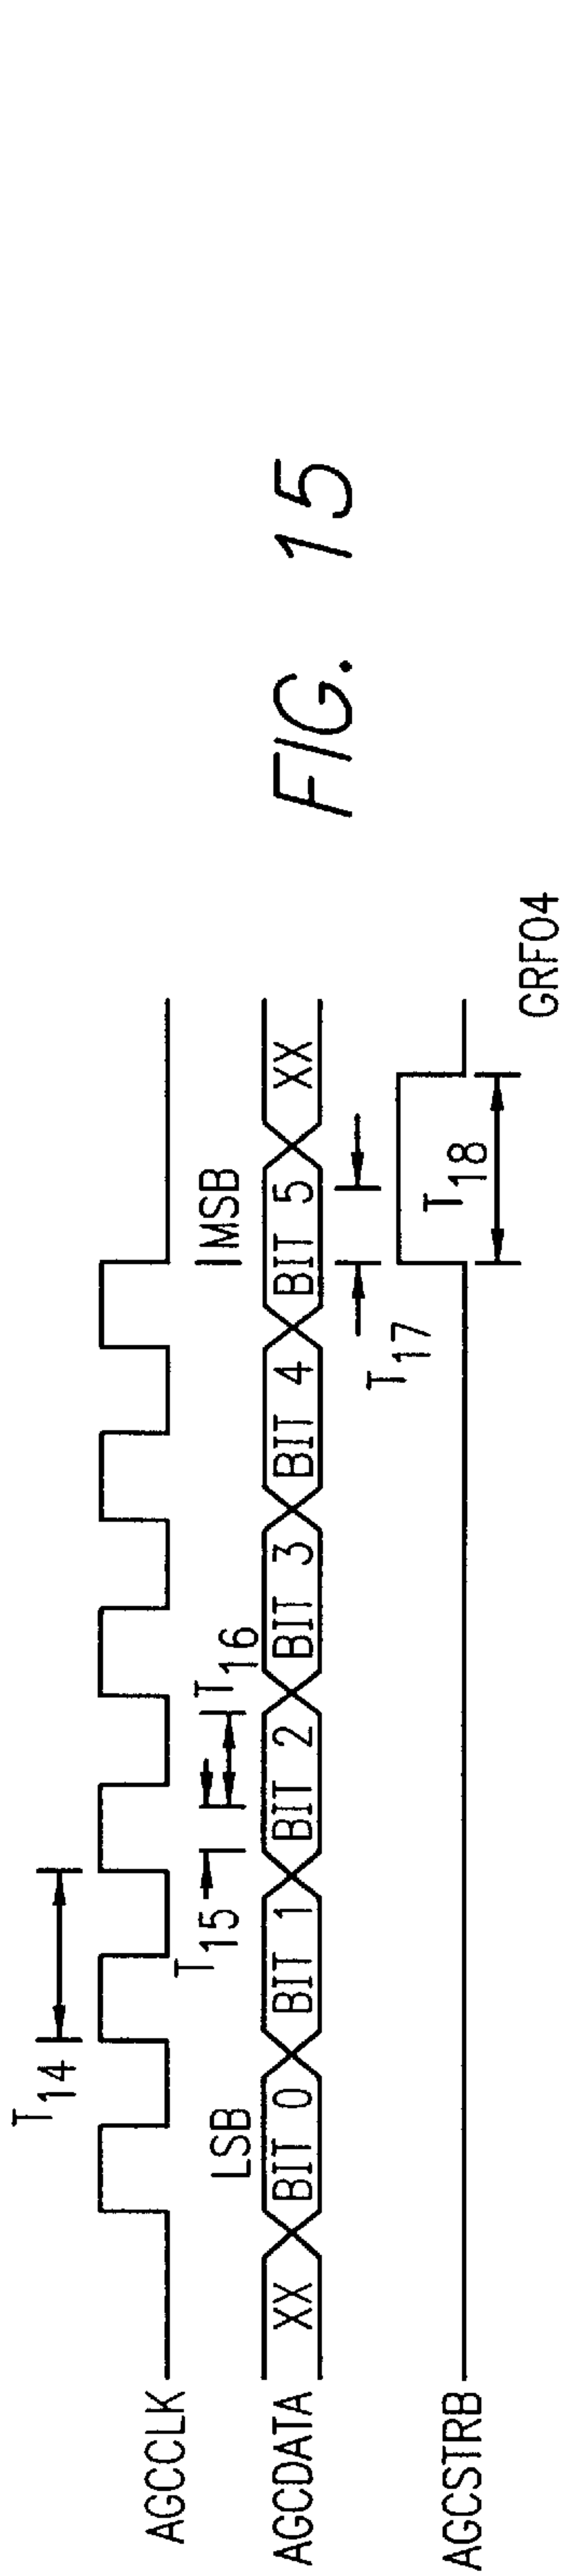 T14
AGCCLK
T15
T16
LSB
MSB
AGCDATA
XX
BIT 0
BIT 1
BIT 2
BIT 3
BIT 4
BIT 5
XX
T17
AGCSTRB
T18
GRF04
FIG. 15